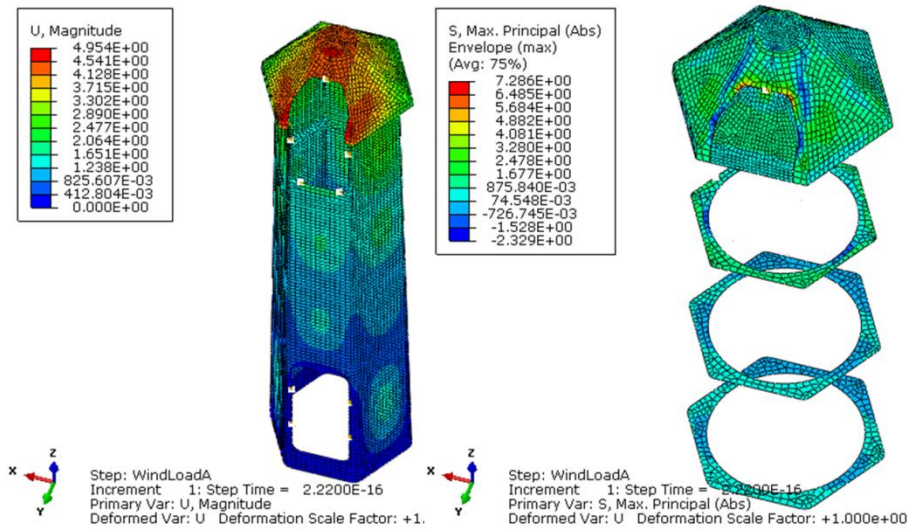 U, Magnitude
4.954E+00
4.541E+00
4.128E+00
3.715E+00
3.302E+00
2.890E+00
2.477E+00
2.064E+00
1.651E+00
1.238E+00
825.607E-03
412.804E-03
0.000E+00
S, Max. Principal (Abs)
Envelope (max)
(Avg: 75%)
7.286E+00
6.485E+00
5.684E+00
4.882E+00
4.081E+00
3.280E+00
2.478E+00
1.677E+00
875.840E-03
74.548E-03
-726.745E-03
-1.528E+00
-2.329E+00
Z
X
Y
Step: WindLoadA
Increment 1: Step Time = 2.2200E-16
Primary Var: U, Magnitude
Deformed Var: U Deformation Scale Factor: +1.
Z
X
Y
Step: WindLoadA
Increment 1: Step Time = 2.2200E-16
Primary Var: S, Max. Principal (Abs)
Deformed Var: U Deformation Scale Factor: +1.000e+00